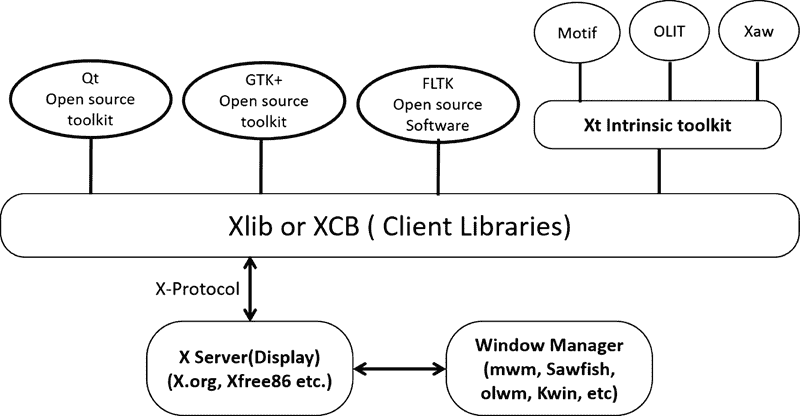 Motif
OLIT
Xaw
Qt
Open source
toolkit
GTK+
Open source
toolkit
FLTK
Open source
Software
Xt Intrinsic toolkit
Xlib or XCB ( Client Libraries)
X-Protocol
X Server(Display)
(X.org, Xfree86 etc.)
Window Manager
(mwm, Sawfish,
olwm, Kwin, etc)